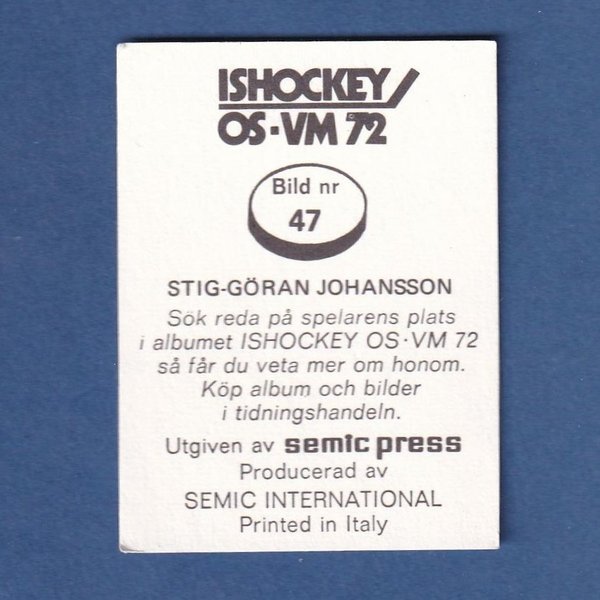 ISHOCKEY
OS·VM 72
Bild nr
47
STIG-GÖRAN JOHANSSON
Sök reda på spelarens plats
i albumet ISHOCKEY OS·VM 72
så får du veta mer om honom.
Köp album och bilder
i tidningshandeln.
Utgiven av semic press
Producerad av
SEMIC INTERNATIONAL
Printed in Italy